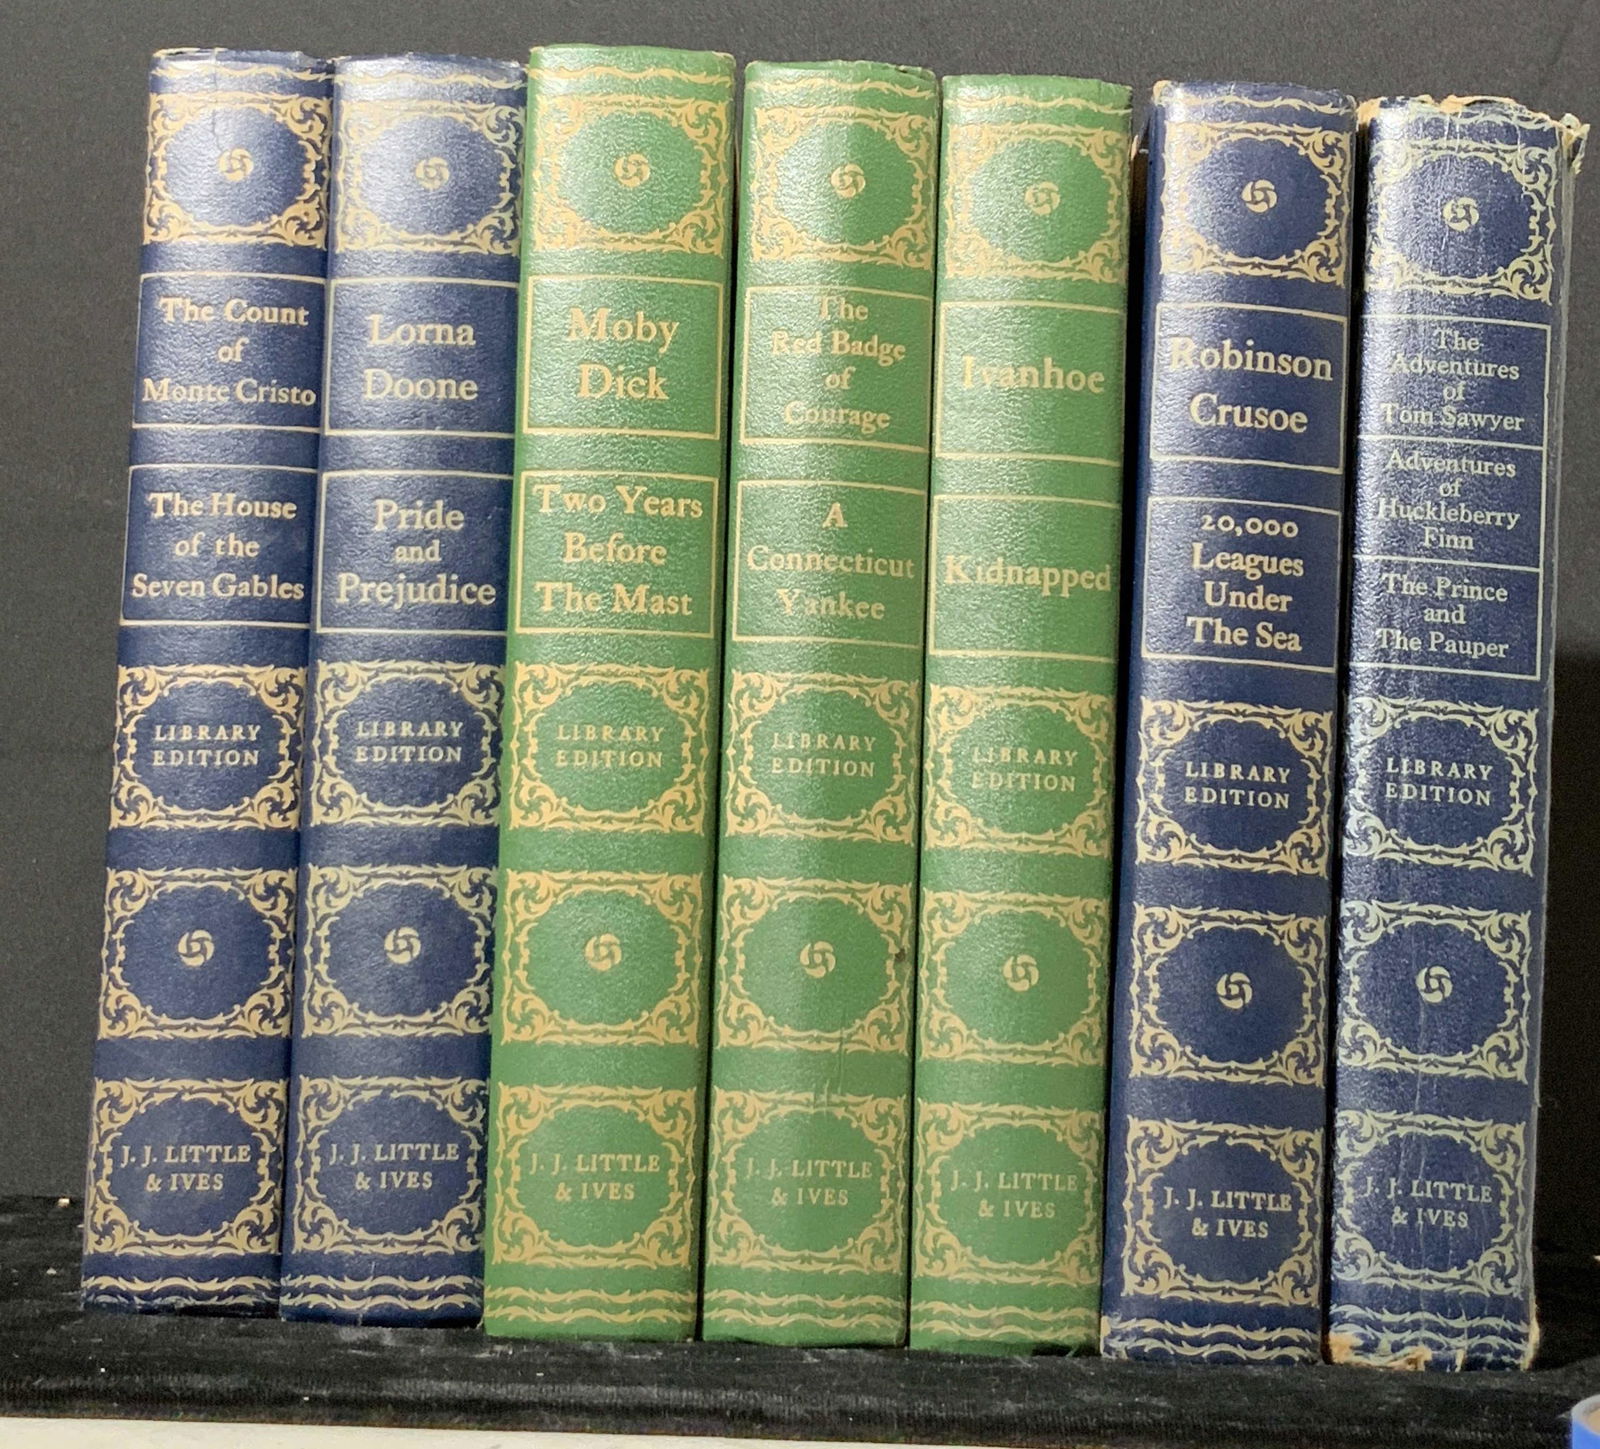 The Count
of
Monte Cristo
The House
of the
Seven Gables
LIBRARY
EDITION
J. J. LITTLE
& IVES
Lorna
Doone
Pride
and
Prejudice
LIBRARY
EDITION
J. J. LITTLE
& IVES
Moby
Dick
Two Years
Before
The Mast
LIBRARY
EDITION
J. J. LITTLE
& IVES
The
Red Badge
of
Courage
A
Connecticut
Yankee
LIBRARY
EDITION
J. J. LITTLE
& IVES
Ivanhoe
Kidnapped
LIBRARY
EDITION
J. J. LITTLE
& IVES
Robinson
Crusoe
20,000
Leagues
Under
The Sea
LIBRARY
EDITION
J. J. LITTLE
& IVES
The
Adventures
of
Tom Sawyer
Adventures
of
Huckleberry
Finn
The Prince
and
The Pauper
LIBRARY
EDITION
J. J. LITTLE
& IVES